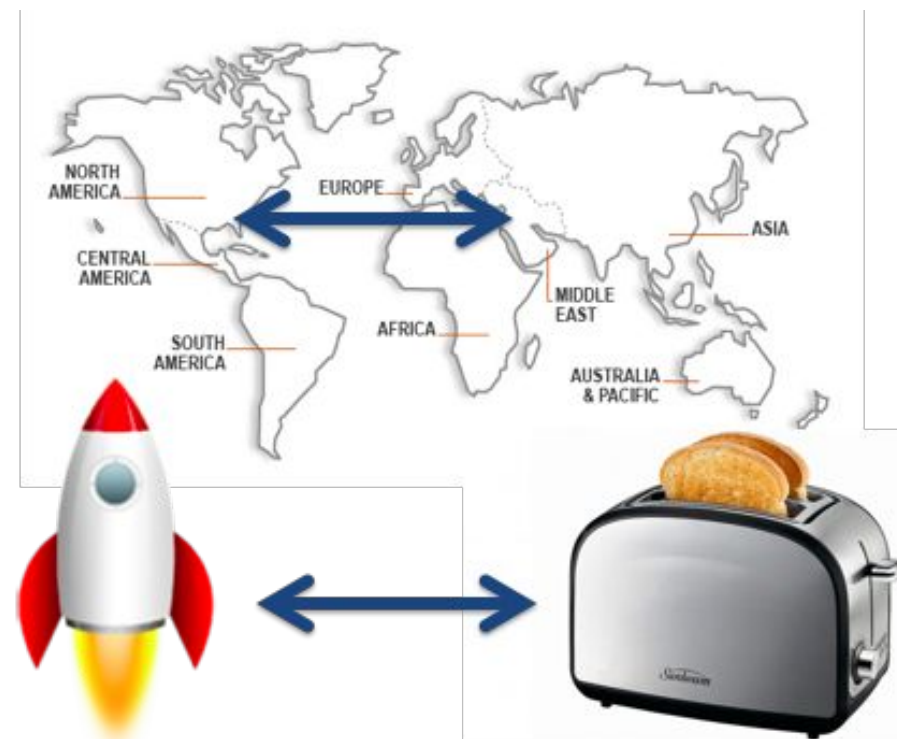 NORTH
AMERICA
EUROPE
ASIA
CENTRAL
AMERICA
MIDDLE
EAST
AFRICA
SOUTH
AMERICA
AUSTRALIA
& PACIFIC
Sunbeam